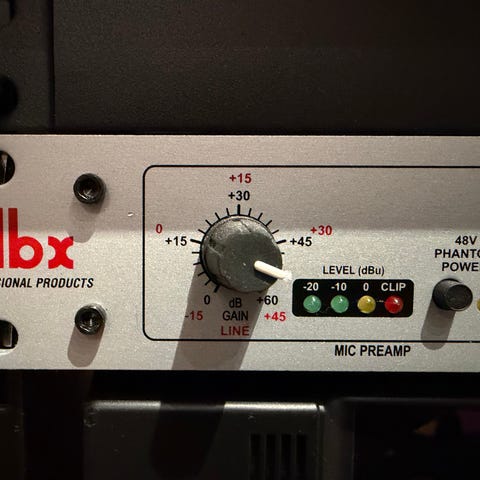 dbx
SIONAL PRODUCTS
+15
+30
0
+15
+30
+45
0
dB
+60
-15
GAIN
+45
LINE
LEVEL (dBu)
-20 -10 0 CLIP
48V
PHANTO
POWE
MIC PREAMP